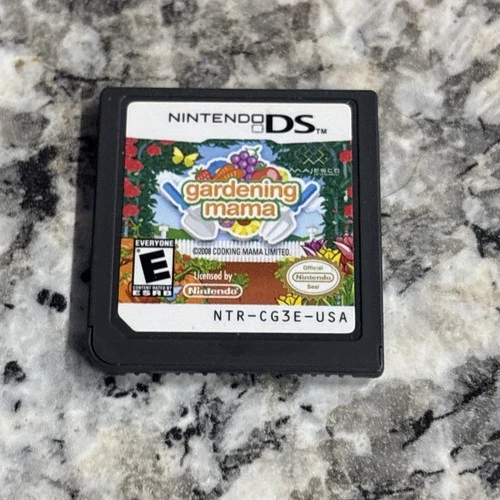 NINTENDO DS™
MAJESCO
gardening
mama
©2008 COOKING MAMA LIMITED.
EVERYONE
E
CONTENT RATED BY
ESRB
Licensed by
Nintendo
Official
Nintendo
Seal
NTR-CG3E-USA